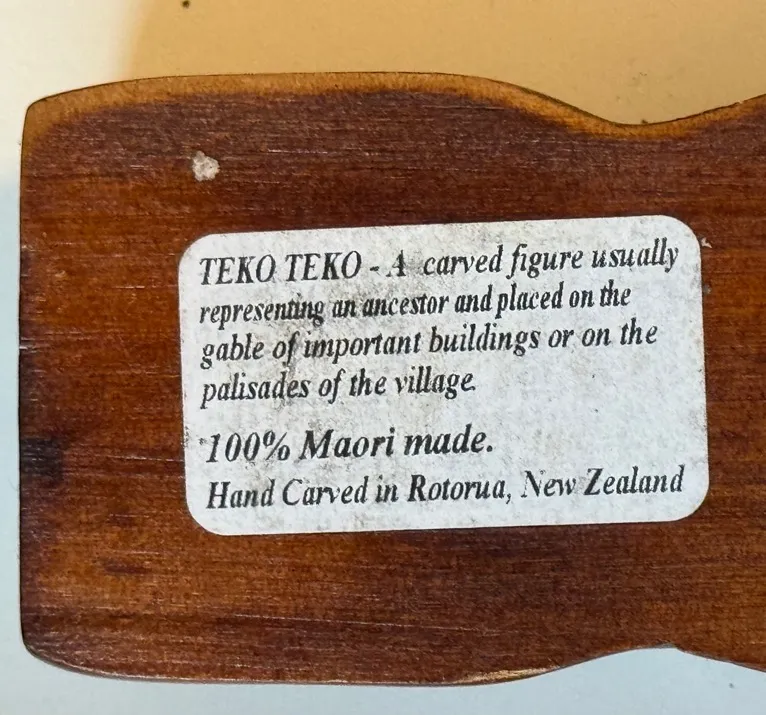 TEKO TEKO - A carved figure usually
representing an ancestor and placed on the
gable of important buildings or on the
palisades of the village.
100% Maori made.
Hand Carved in Rotorua, New Zealand